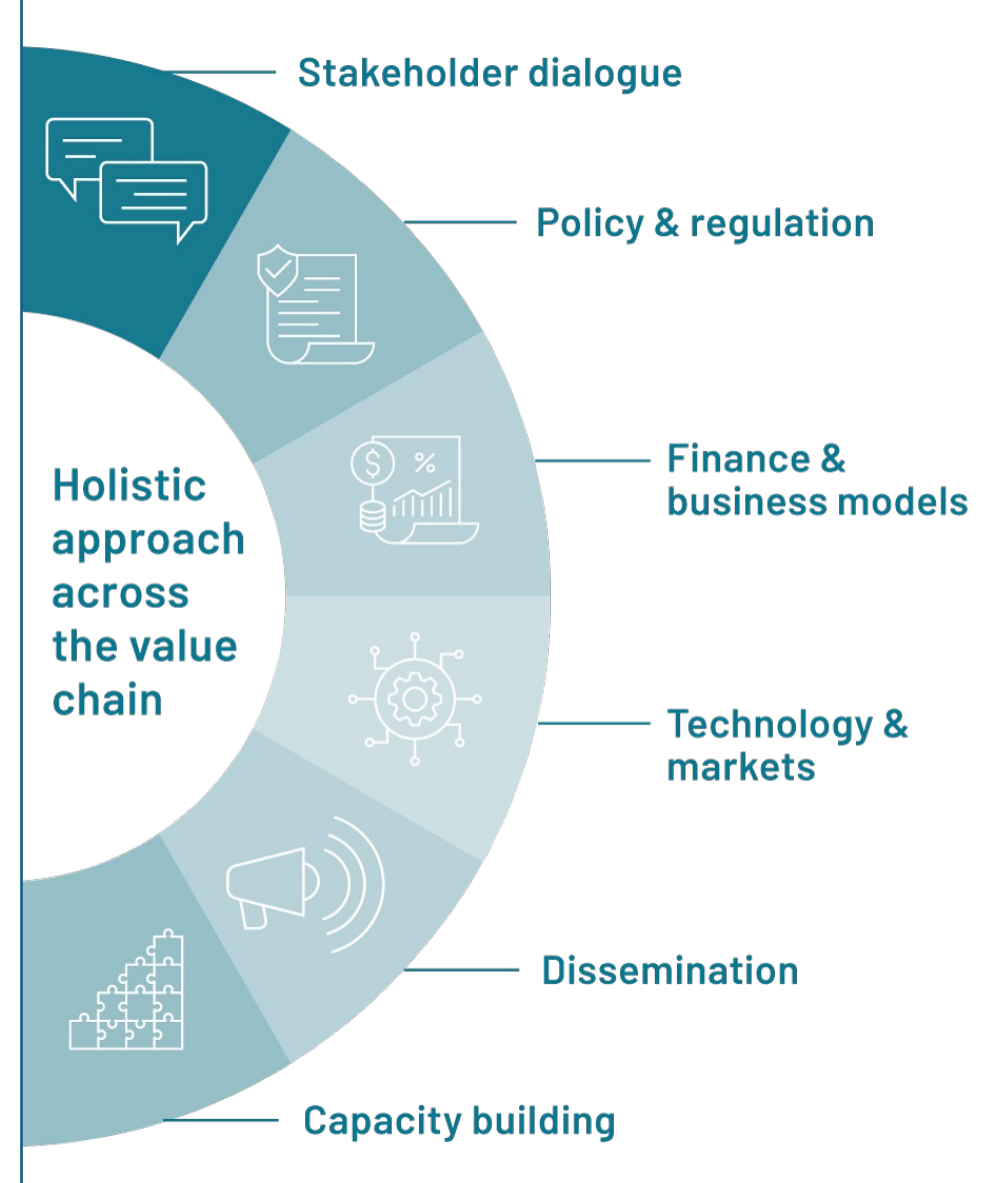 Stakeholder dialogue
Policy & regulation
$ %
Finance &
business models
Holistic
approach
across
the value
chain
Technology &
markets
Dissemination
Capacity building